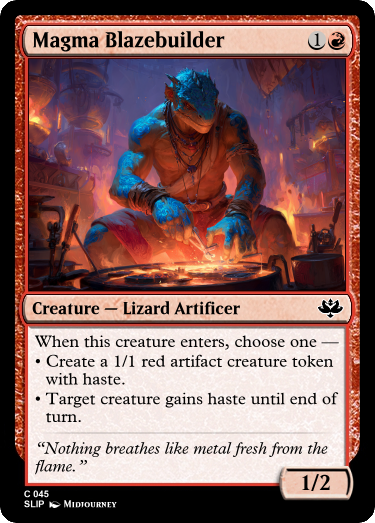 Magma Blazebuilder 1
Creature — Lizard Artificer
When this creature enters, choose one —
• Create a 1/1 red artifact creature token
with haste.
• Target creature gains haste until end of
turn.
“Nothing breathes like metal fresh from the
flame.”
1/2
C 045
SLIP Midjourney